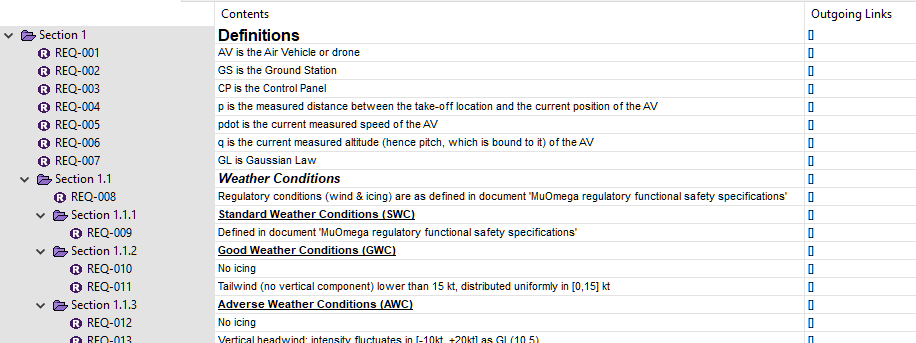 Contents Outgoing Links
Section 1 Definitions []
REQ-001 AV is the Air Vehicle or drone []
REQ-002 GS is the Ground Station []
REQ-003 CP is the Control Panel []
REQ-004 p is the measured distance between the take-off location and the current position of the AV []
REQ-005 pdot is the current measured speed of the AV []
REQ-006 q is the current measured altitude (hence pitch, which is bound to it) of the AV []
REQ-007 GL is Gaussian Law []
Section 1.1 Weather Conditions []
REQ-008 Regulatory conditions (wind & icing) are as defined in document 'MuOmega regulatory functional safety specifications' []
Section 1.1.1 Standard Weather Conditions (SWC) []
REQ-009 Defined in document 'MuOmega regulatory functional safety specifications' []
Section 1.1.2 Good Weather Conditions (GWC) []
REQ-010 No icing []
REQ-011 Tailwind (no vertical component) lower than 15 kt, distributed uniformly in [0,15] kt []
Section 1.1.3 Adverse Weather Conditions (AWC) []
REQ-012 No icing []
REQ-013 Vertical headwind: intensity fluctuates in [-10kt, +20kt] as GL(10,5) []